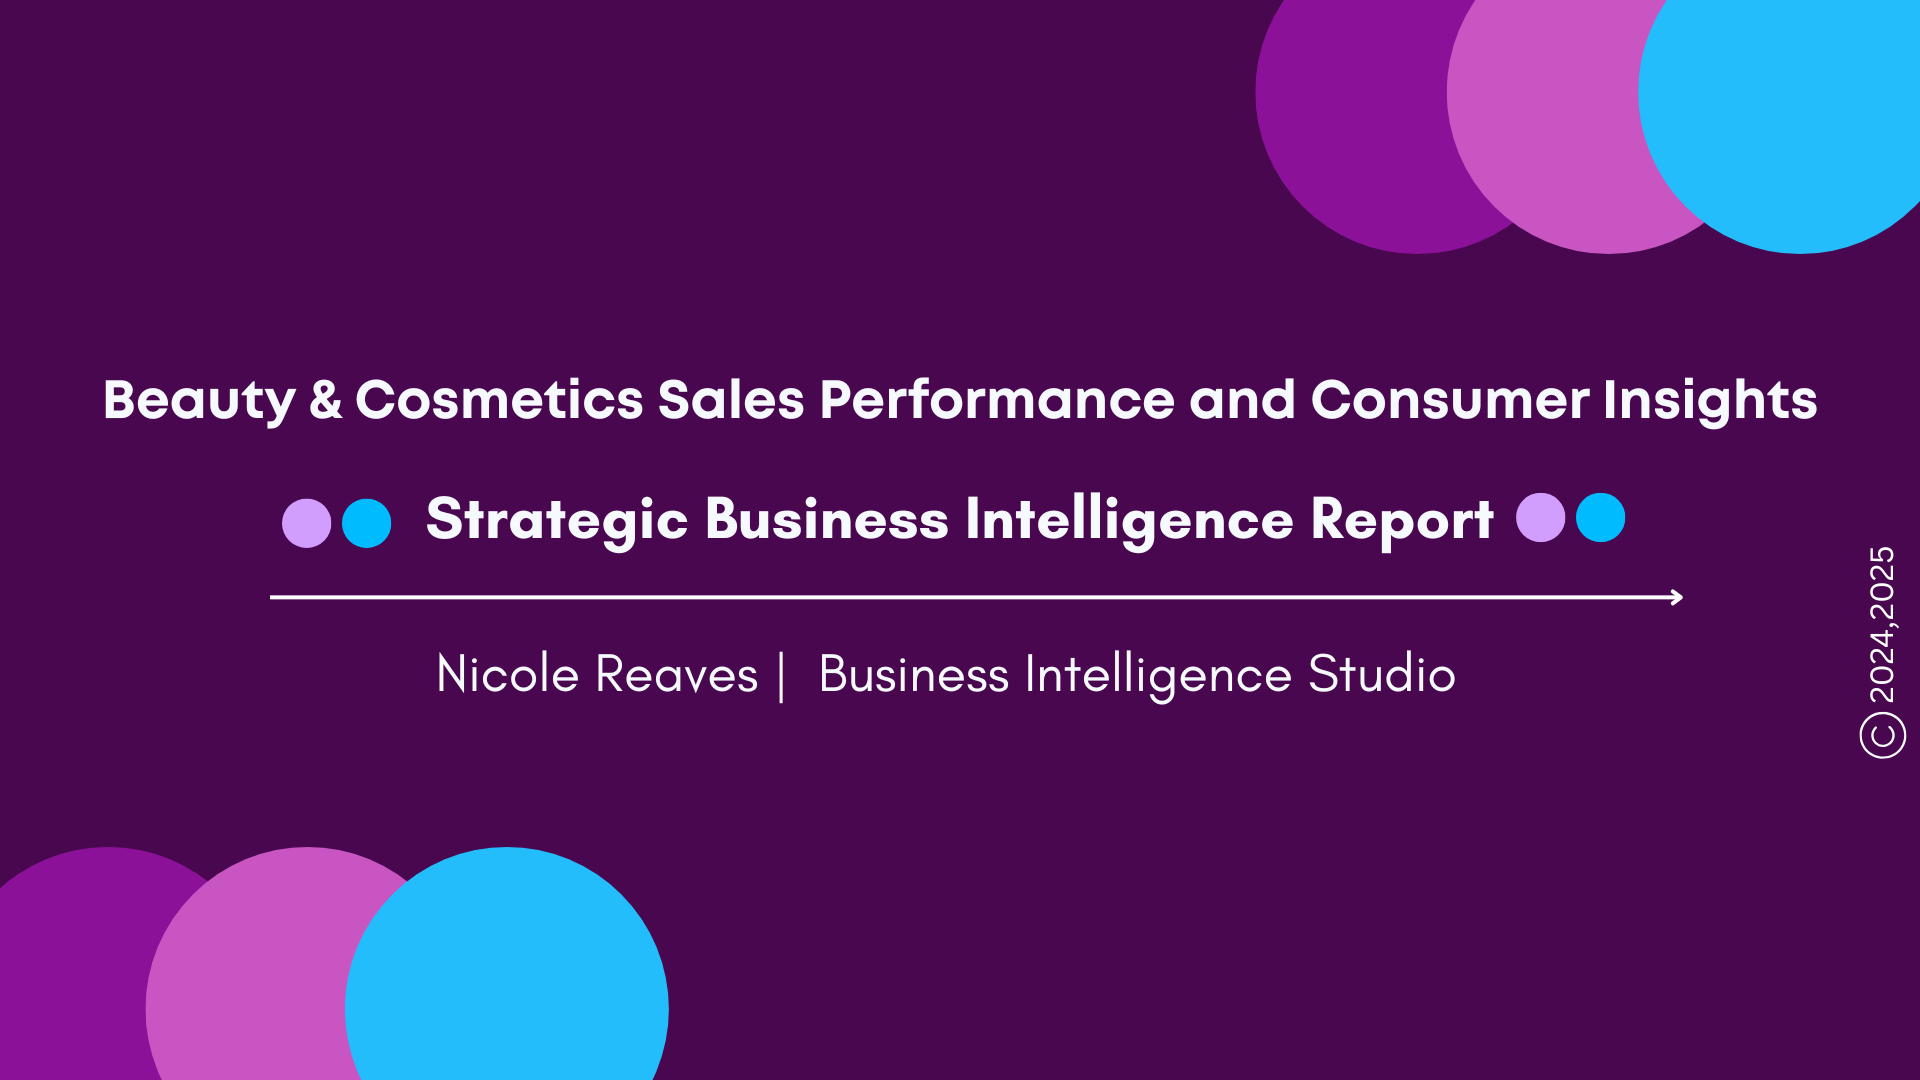 Beauty & Cosmetics Sales Performance and Consumer Insights
Strategic Business Intelligence Report
Nicole Reaves | Business Intelligence Studio
© 2024,2025